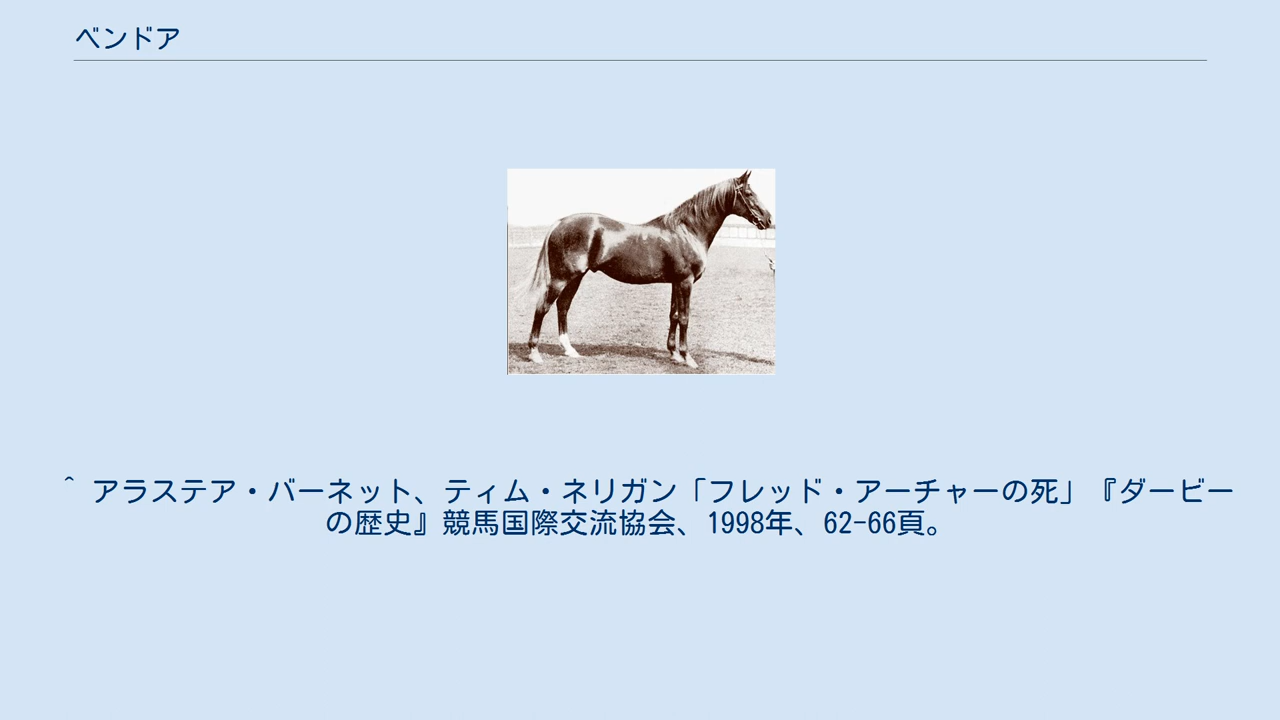 ベンドア
^ アラステア・バーネット、ティム・ネリガン「フレッド・アーチャーの死」『ダービー
の歴史』競馬国際交流協会、1998年、62-66頁。